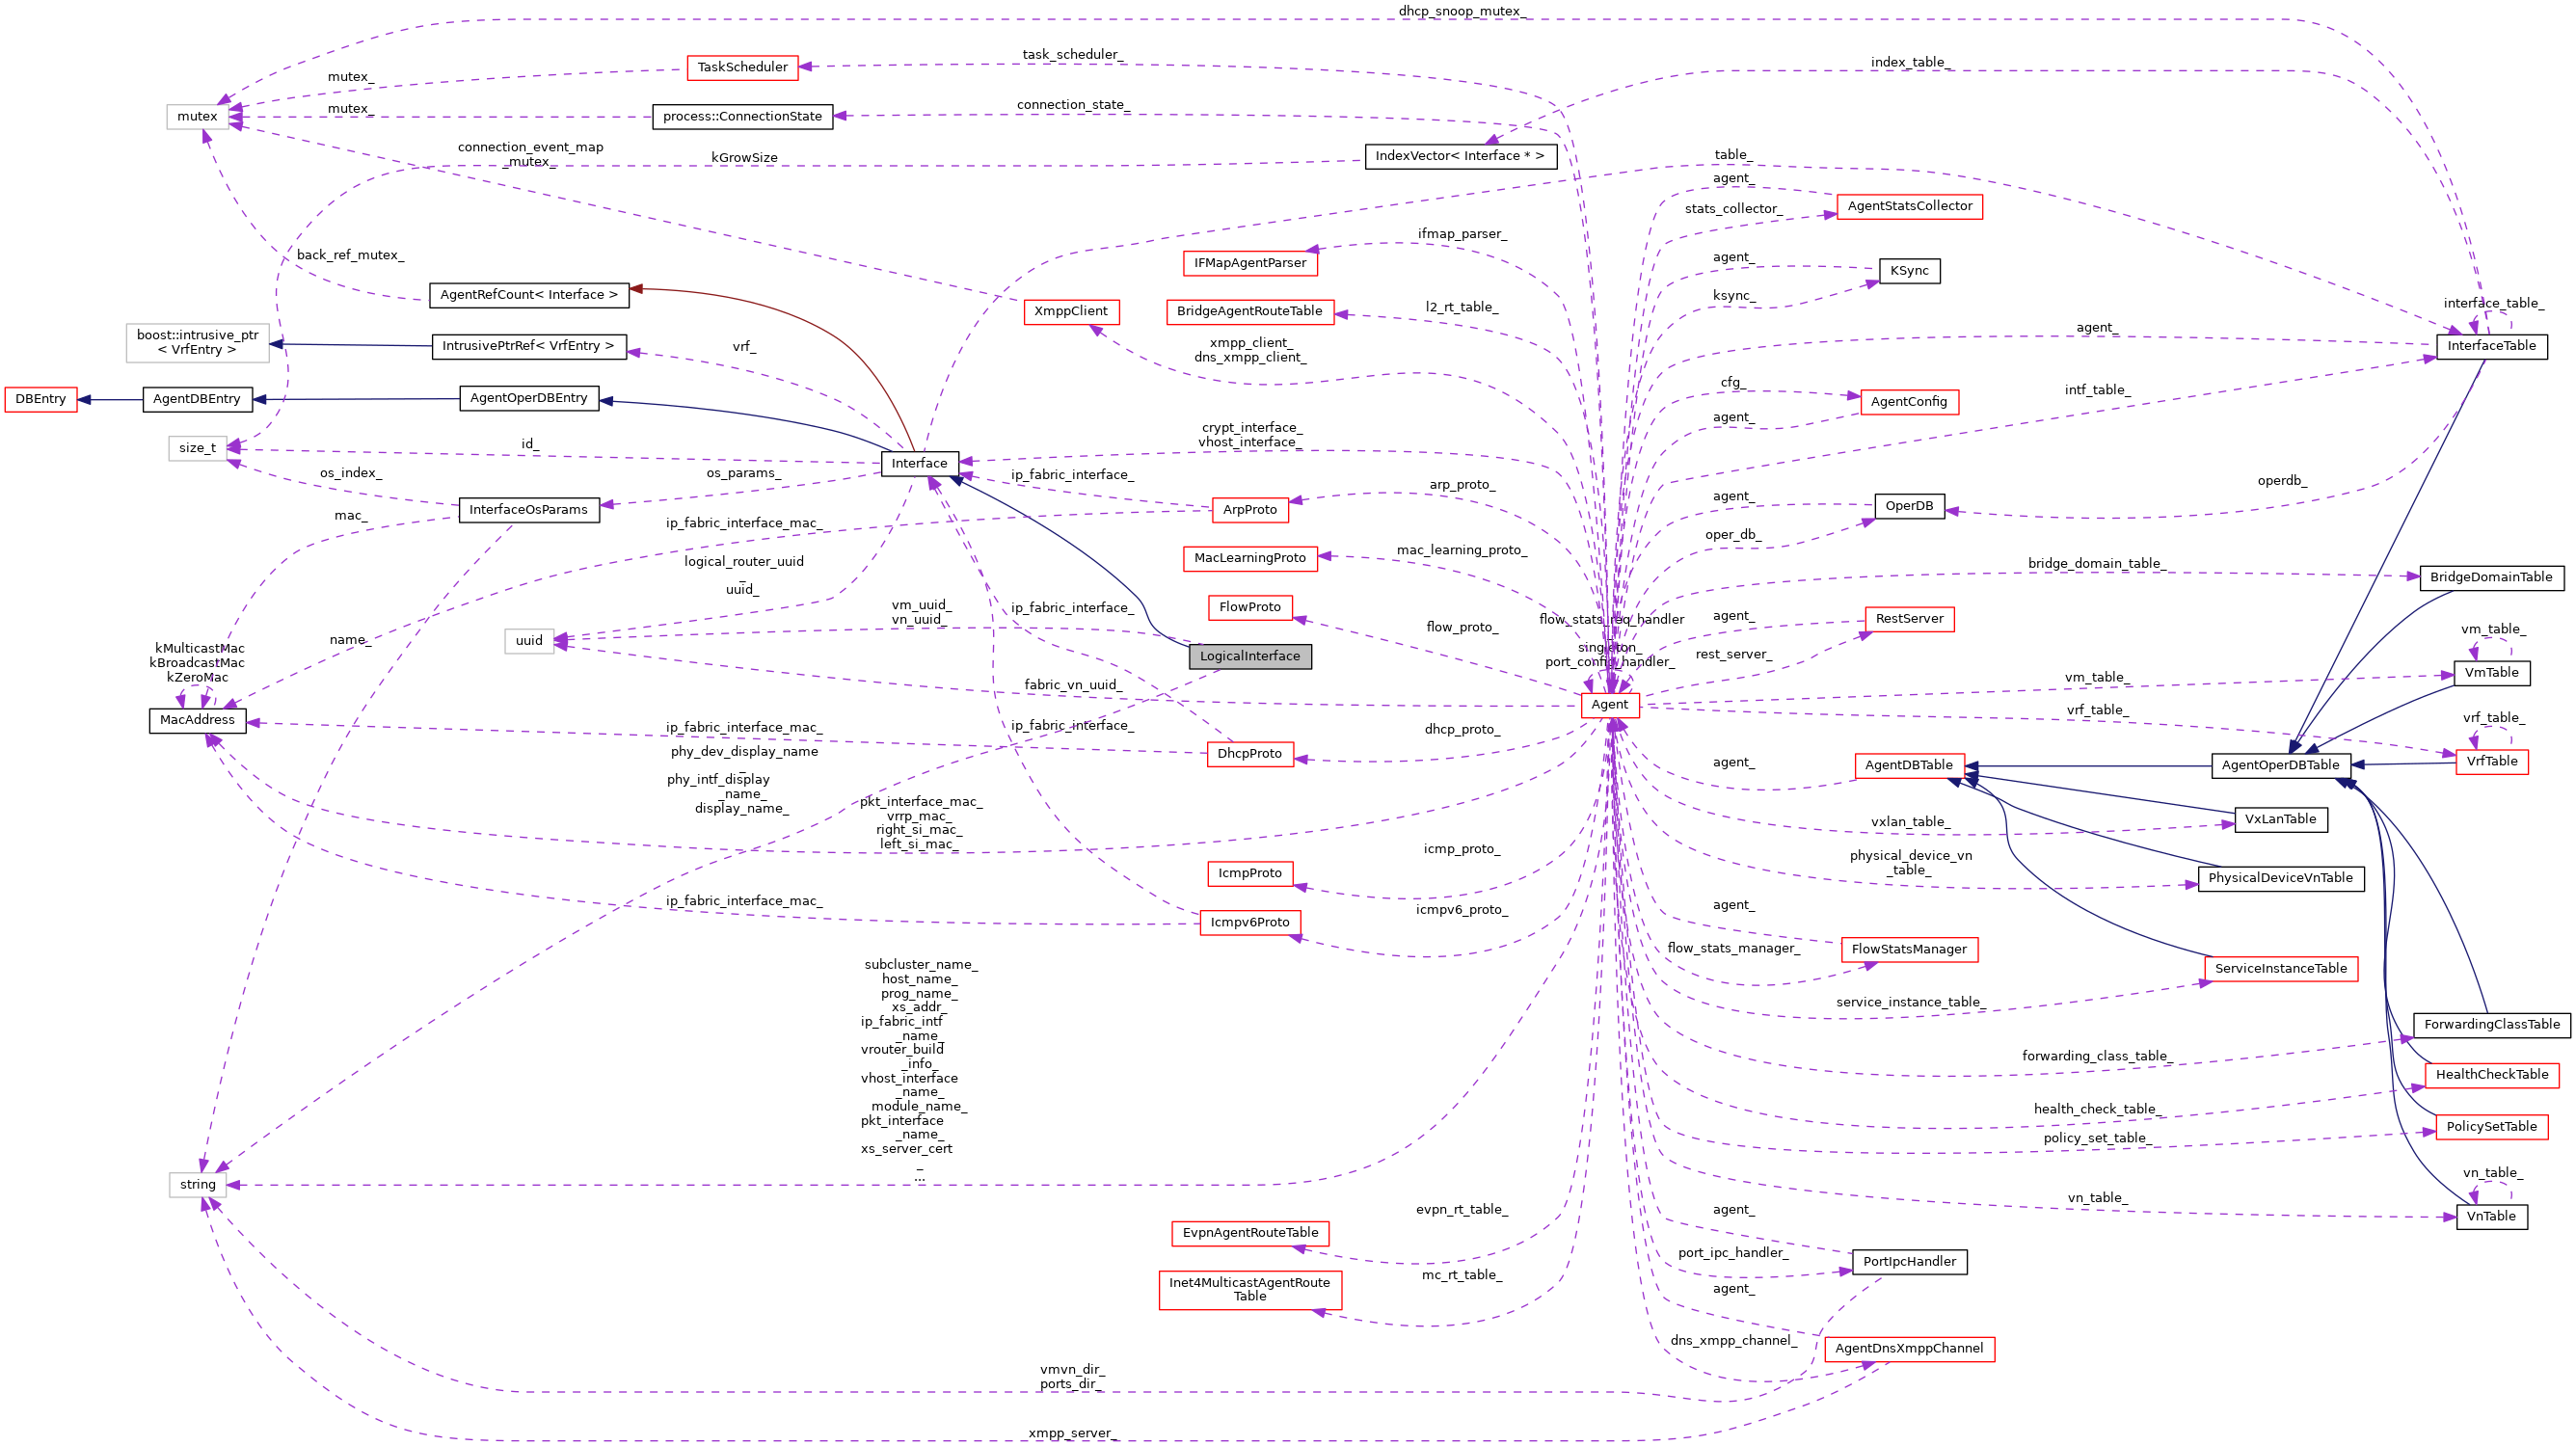 dhcp_snoop_mutex_
task_scheduler_
index_table_
TaskScheduler
mutex_
connection_state_
mutex_
mutex
process::ConnectionState
connection_event_map
_mutex_
kGrowSize
IndexVector< Interface * >
table_
agent_
AgentStatsCollector
stats_collector_
ifmap_parser_
back_ref_mutex_
IFMapAgentParser
agent_
KSync
AgentRefCount< Interface >
ksync_
interface_table_
XmppClient
BridgeAgentRouteTable
l2_rt_table_
agent_
boost::intrusive_ptr
< VrfEntry >
IntrusivePtrRef< VrfEntry >
vrf_
xmpp_client_
dns_xmpp_client_
InterfaceTable
cfg_
intf_table_
DBEntry
AgentDBEntry
AgentOperDBEntry
AgentConfig
agent_
crypt_interface_
vhost_interface_
size_t
id_
Interface
os_index_
os_params_
ip_fabric_interface_
arp_proto_
operdb_
InterfaceOsParams
mac_
ip_fabric_interface_mac_
ArpProto
agent_
OperDB
oper_db_
logical_router_uuid
_
uuid_
MacLearningProto
mac_learning_proto_
bridge_domain_table_
BridgeDomainTable
vm_uuid_
vn_uuid_
ip_fabric_interface_
FlowProto
flow_proto_
flow_stats_req_handler
singleton_
port_config_handler_
agent_
RestServer
rest_server_
uuid
name_
LogicalInterface
vm_table_
VmTable
kMulticastMac
kBroadcastMac
kZeroMac
fabric_vn_uuid_
vm_table_
MacAddress
Agent
vrf_table_
vrf_table_
VrfTable
ip_fabric_interface_mac_
ip_fabric_interface_
DhcpProto
dhcp_proto_
phy_dev_display_name
_
phy_intf_display
_name_
display_name_
agent_
AgentDBTable
AgentOperDBTable
pkt_interface_mac_
vrrp_mac_
right_si_mac_
left_si_mac_
vxlan_table_
VxLanTable
icmp_proto_
IcmpProto
physical_device_vn
_table_
PhysicalDeviceVnTable
ip_fabric_interface_mac_
icmpv6_proto_
Icmpv6Proto
agent_
FlowStatsManager
flow_stats_manager_
ServiceInstanceTable
service_instance_table_
subcluster_name_
host_name_
prog_name_
xs_addr_
ip_fabric_intf
_name_
vrouter_build
_info_
vhost_interface
_name_
module_name_
pkt_interface
_name_
xs_server_cert
_
...
ForwardingClassTable
forwarding_class_table_
HealthCheckTable
health_check_table_
PolicySetTable
policy_set_table_
string
vn_table_
vn_table_
VnTable
evpn_rt_table_
EvpnAgentRouteTable
agent_
port_ipc_handler_
PortIpcHandler
mc_rt_table_
Inet4MulticastAgentRoute
Table
agent_
dns_xmpp_channel_
AgentDnsXmppChannel
vmvn_dir_
ports_dir_
xmpp_server_